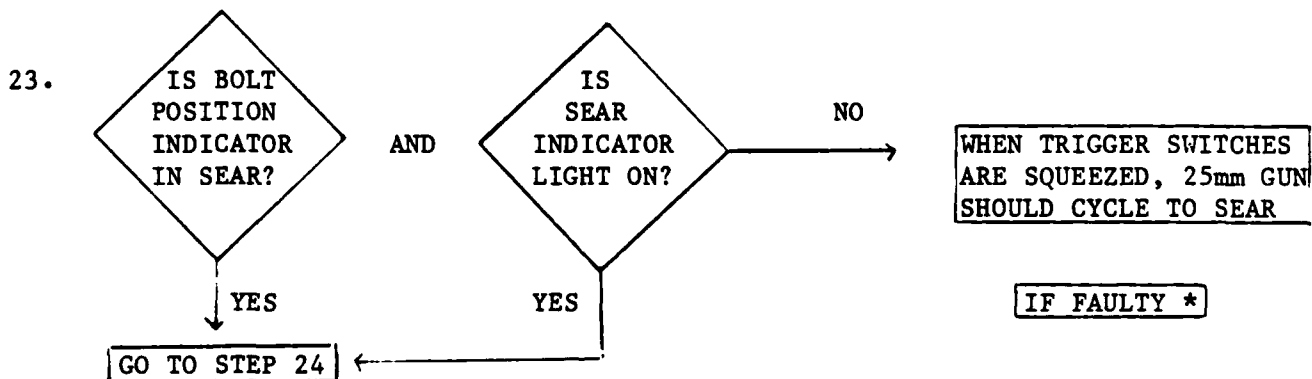 23.
IS BOLT
POSITION
INDICATOR
IN SEAR?
AND
IS
SEAR
INDICATOR
LIGHT ON?
NO
WHEN TRIGGER SWITCHES
ARE SQUEEZED, 25mm GUN
SHOULD CYCLE TO SEAR
YES
YES
IF FAULTY *
GO TO STEP 24